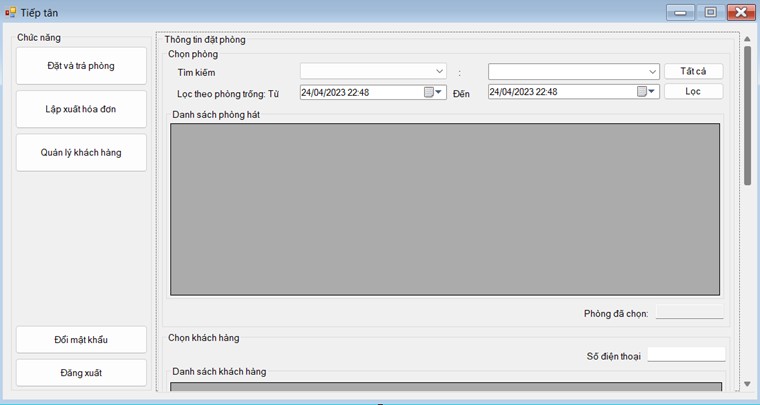 Tiếp tân
Chức năng
Đặt và trả phòng
Lập xuất hóa đơn
Quản lý khách hàng
Đổi mật khẩu
Đăng xuất
Thông tin đặt phòng
Chọn phòng
Tìm kiếm : Tất cả
Lọc theo phòng trống: Từ 24/04/2023 22:48 Đến 24/04/2023 22:48 Lọc
Danh sách phòng hát
Phòng đã chọn:
Chọn khách hàng
Số điện thoại
Danh sách khách hàng